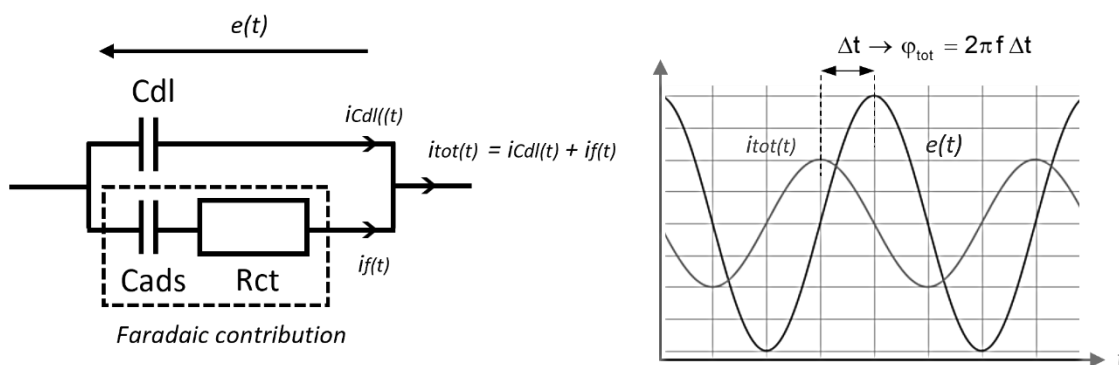 e(t)
Cdl
iCdl((t)
itot(t) = iCdl(t) + if(t)
Cads
Rct
if(t)
Faradaic contribution
Δt → φtot = 2π f Δt
itot(t)
e(t)